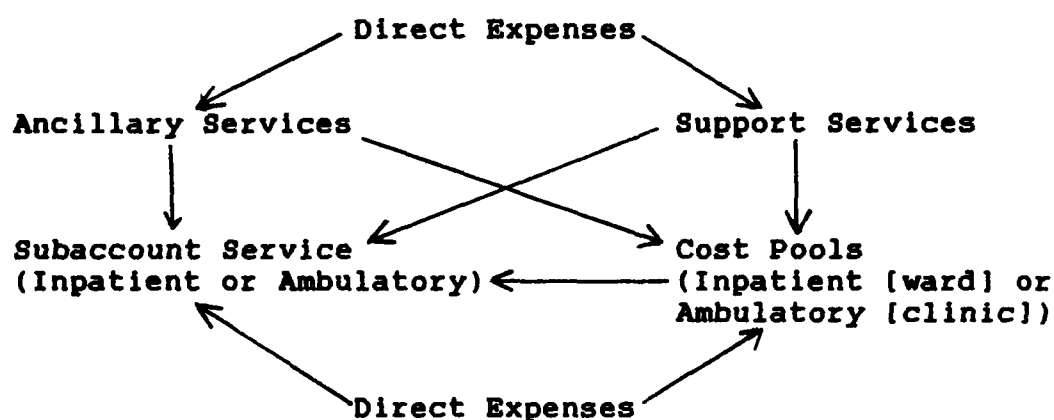 Direct Expenses
Ancillary Services
Support Services
Subaccount Service
(Inpatient or Ambulatory)
Cost Pools
(Inpatient [ward] or
Ambulatory [clinic])
Direct Expenses